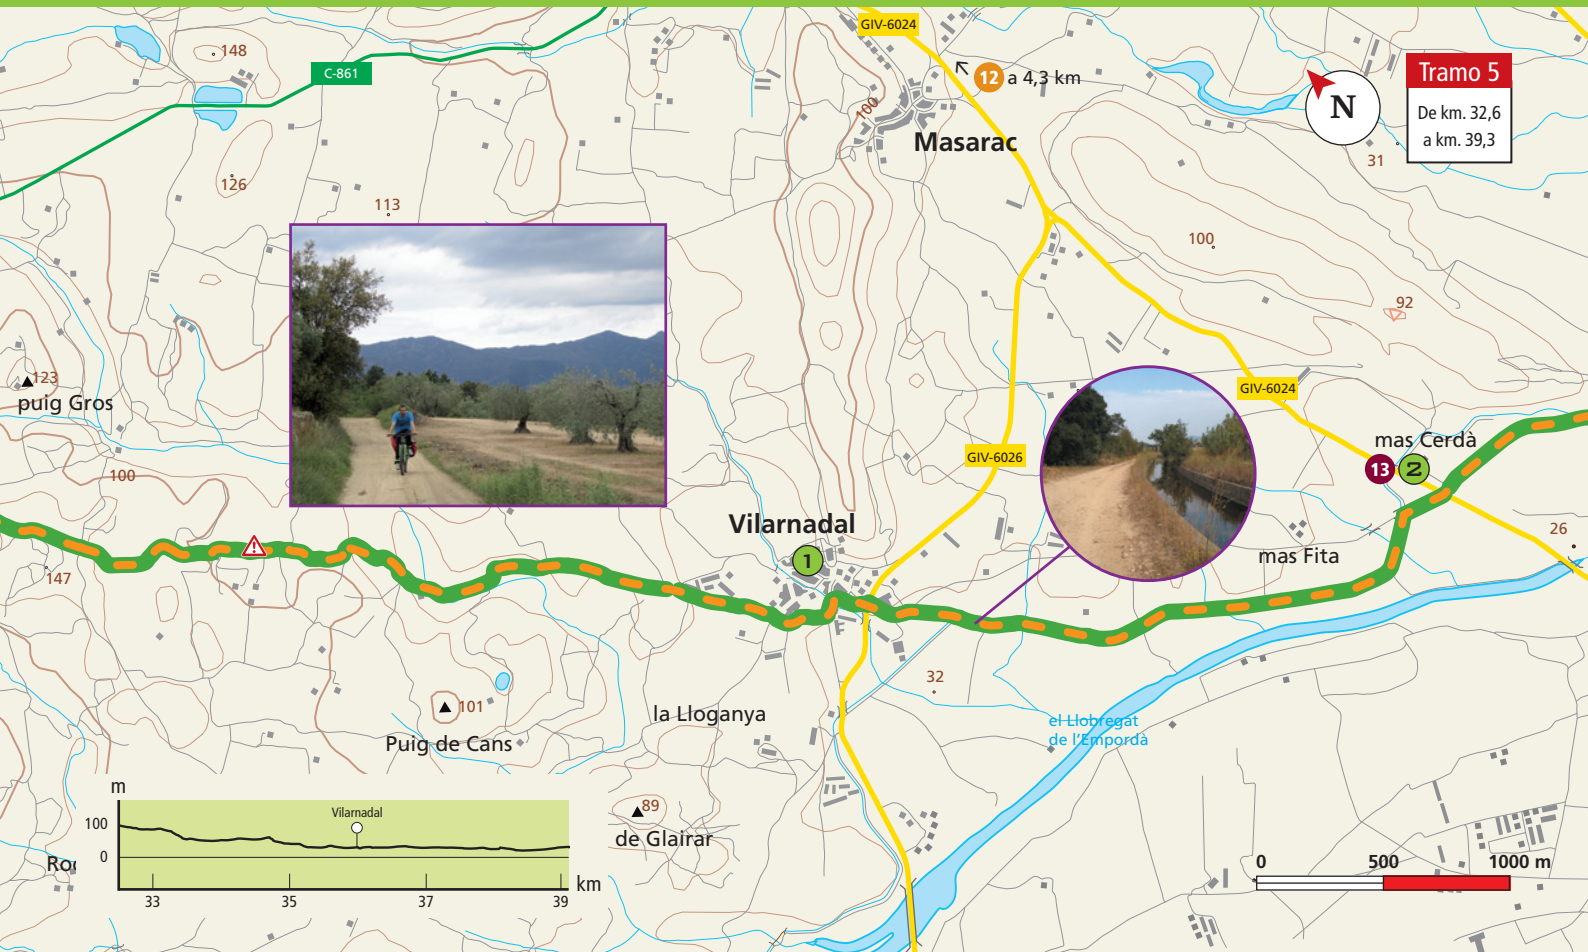 GIV-6024
148
C-861
12 a 4,3 km
100
Masarac
N
Tramo 5
De km. 32,6
a km. 39,3
31
126
113
100
92
123
puig Gros
GIV-6024
mas Cerdà
13 2
GIV-6026
100
Vilarnadal
1
26
mas Fita
147
32
101
Puig de Cans
la Lloganya
el Llobregat
de l'Empordà
m
100
0
Vilarnadal
33 35 37 39
km
89
de Glairar
0 500 1000 m